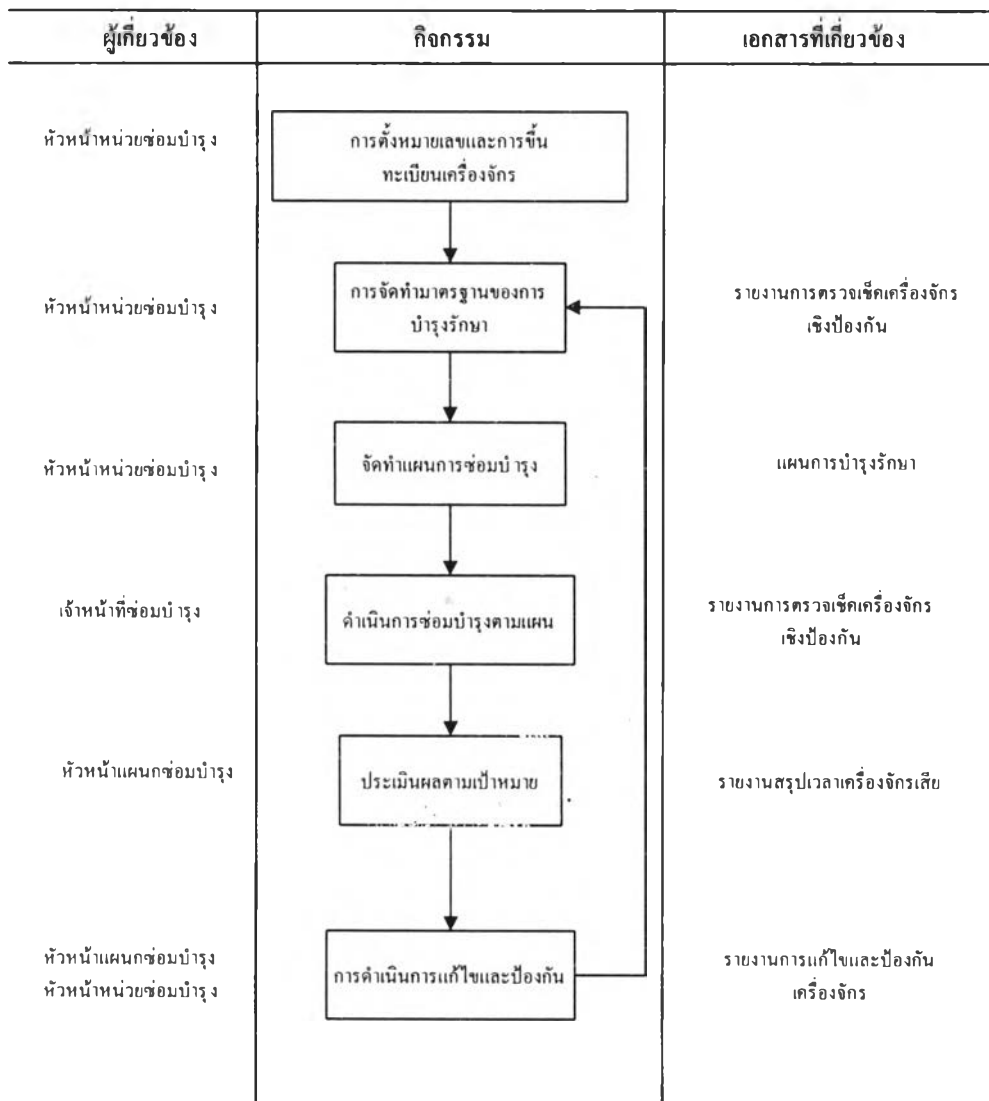 ผู้เกี่ยวข้อง
กิจกรรม
เอกสารที่เกี่ยวข้อง
หัวหน้าหน่วยซ่อมบำรุง
การตั้งหมายเลขและการขึ้น
ทะเบียนเครื่องจักร
หัวหน้าหน่วยซ่อมบำรุง
การจัดทำมาตรฐานของการ
บำรุงรักษา
รายงานการตรวจเช็คเครื่องจักร
เชิงป้องกัน
หัวหน้าหน่วยซ่อมบำรุง
จัดทำแผนการซ่อมบำรุง
แผนการบำรุงรักษา
เจ้าหน้าที่ซ่อมบำรุง
ดำเนินการซ่อมบำรุงตามแผน
รายงานการตรวจเช็คเครื่องจักร
เชิงป้องกัน
หัวหน้าแผนกซ่อมบำรุง
ประเมินผลตามเป้าหมาย
รายงานสรุปเวลาเครื่องจักรเสีย
หัวหน้าแผนกซ่อมบำรุง
หัวหน้าหน่วยซ่อมบำรุง
การดำเนินการแก้ไขและป้องกัน
รายงานการแก้ไขและป้องกัน
เครื่องจักร